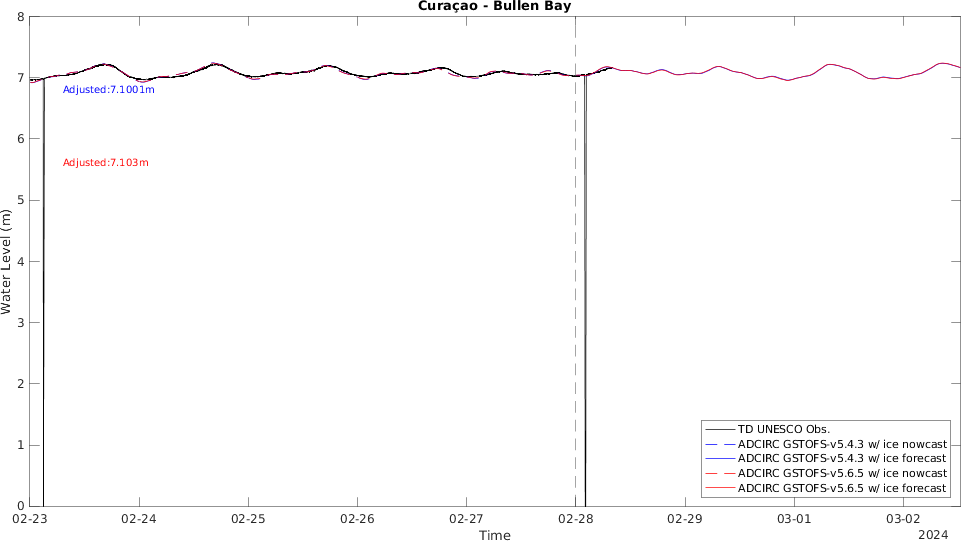 Curaçao - Bullen Bay
8
7
6
5
4
3
2
1
0
Water Level (m)
Adjusted:7.1001m
Adjusted:7.103m
TD UNESCO Obs.
ADCIRC GSTOFS-v5.4.3 w/ ice nowcast
ADCIRC GSTOFS-v5.4.3 w/ ice forecast
ADCIRC GSTOFS-v5.6.5 w/ ice nowcast
ADCIRC GSTOFS-v5.6.5 w/ ice forecast
02-23 02-24 02-25 02-26 02-27 02-28 02-29 03-01 03-02
Time
2024